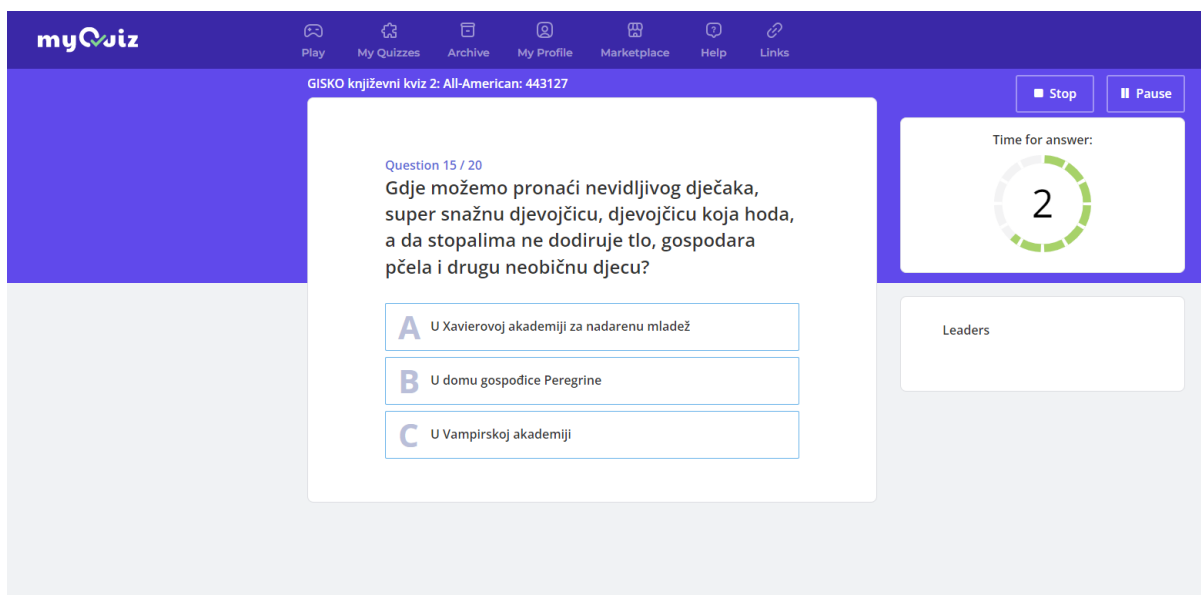 myQuiz
Play
My Quizzes
Archive
My Profile
Marketplace
Help
Links
GISKO književni kviz 2: All-American: 443127
Stop
Pause
Question 15 / 20
Gdje možemo pronaći nevidljivog dječaka,
super snažnu djevojčicu, djevojčicu koja hoda,
a da stopalima ne dodiruje tlo, gospodara
pčela i drugu neobičnu djecu?
A U Xavierovoj akademiji za nadarenu mladež
B U domu gospođice Peregrine
C U Vampirskoj akademiji
Time for answer:
2
Leaders